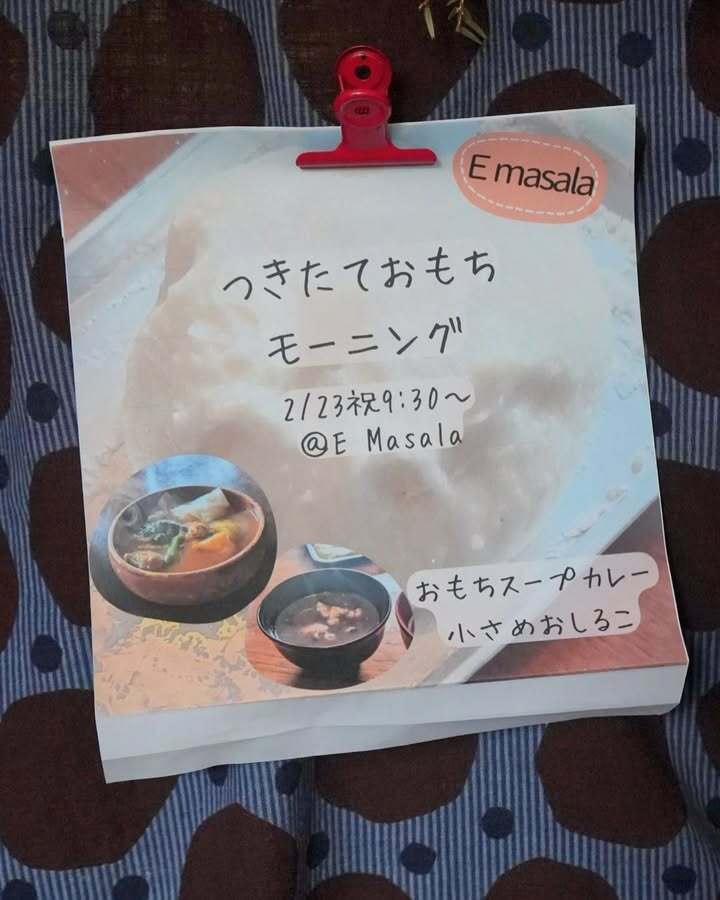 E masala
つきたておもち
モーニング
2/23祝9:30～
@E Masala
おもちスープカレー
小さめおしるこ